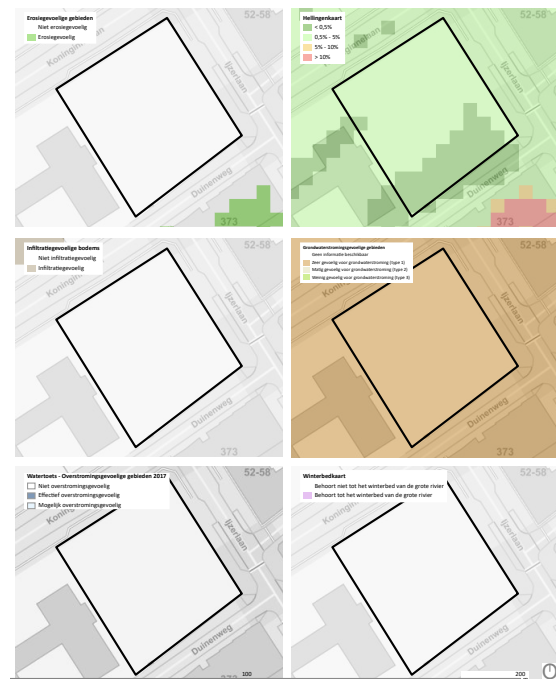 Erosiegevoelige gebieden
Niet erosiegevoelig
Erosiegevoelig
52-58
Koningin
Ijzerlaan
Duinenweg
373
Hellingenkaart
< 0,5%
0,5% - 5%
5% - 10%
> 10%
52-58
Koninginnelaan
Ijzerlaan
Duinenweg
373
Infiltratiegevoelige bodems
Niet infiltratiegevoelig
Infiltratiegevoelig
52-58
Koningin
Ijzerlaan
Duinenweg
373
Grondwaterstromingsgevoelige gebieden
Geen informatie beschikbaar
Zeer gevoelig voor grondwaterstroming (type 1)
Matig gevoelig voor grondwaterstroming (type 2)
Weinig gevoelig voor grondwaterstroming (type 3)
52-58
Koningin
Ijzerlaan
Duinenweg
373
Watertoets - Overstromingsgevoelige gebieden 2017
Niet overstromingsgevoelig
Effectief overstromingsgevoelig
Mogelijk overstromingsgevoelig
52-58
Ijzerlaan
Duinenweg
100
Winterbedkaart
Behoort niet tot het winterbed van de grote rivier
Behoort tot het winterbed van de grote rivier
52-58
Ijzerlaan
Duinenweg
200